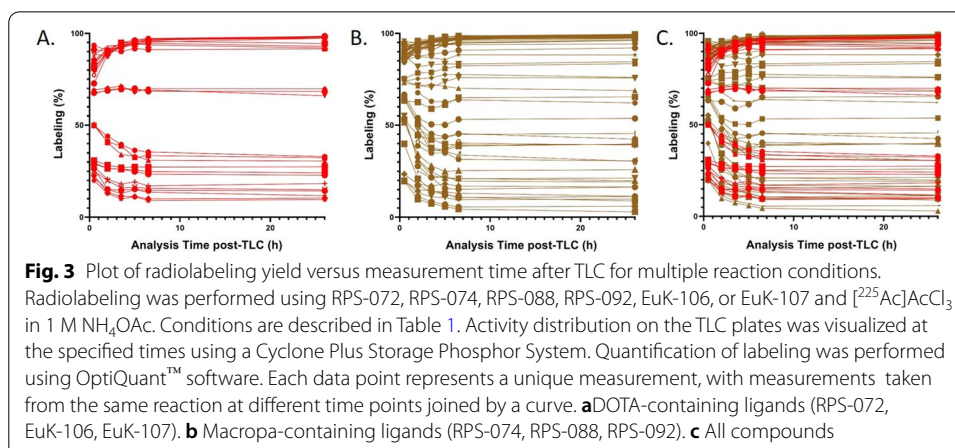 A.
B.
C.
100
50
0
Labeling (%)
0
10
20
Analysis Time post-TLC (h)
100
50
0
Labeling (%)
0
10
20
Analysis Time post-TLC (h)
100
50
0
Labeling (%)
0
10
20
Analysis Time post-TLC (h)
Fig. 3 Plot of radiolabeling yield versus measurement time after TLC for multiple reaction conditions.
Radiolabeling was performed using RPS-072, RPS-074, RPS-088, RPS-092, EuK-106, or EuK-107 and [²²⁵Ac]AcCl₃
in 1 M NH₄OAc. Conditions are described in Table 1. Activity distribution on the TLC plates was visualized at
the specified times using a Cyclone Plus Storage Phosphor System. Quantification of labeling was performed
using OptiQuant™ software. Each data point represents a unique measurement, with measurements taken
from the same reaction at different time points joined by a curve. aDOTA-containing ligands (RPS-072,
EuK-106, EuK-107). b Macropa-containing ligands (RPS-074, RPS-088, RPS-092). c All compounds